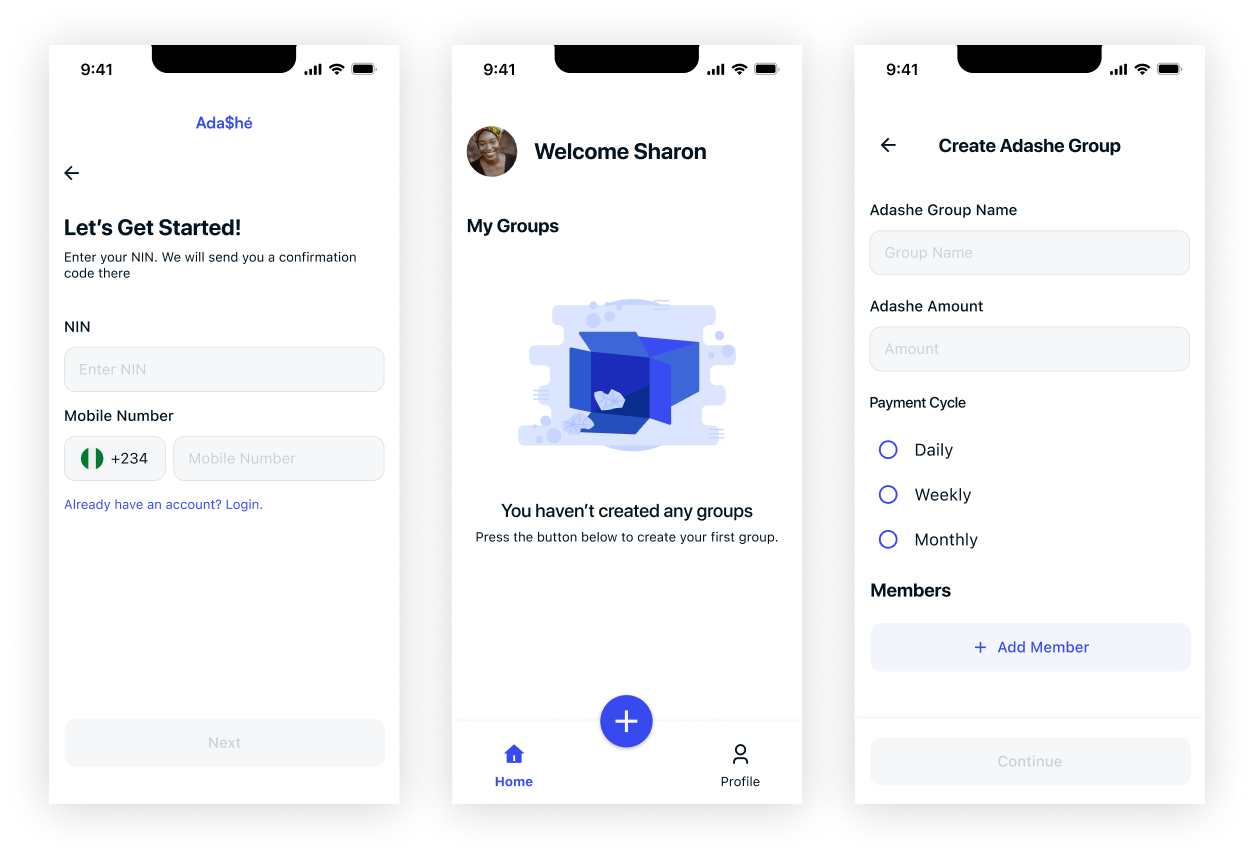 9:41
Ada$hé
Let’s Get Started!
Enter your NIN. We will send you a confirmation
code there
NIN
Enter NIN
Mobile Number
+234
Mobile Number
Already have an account? Login.
Next
9:41
Welcome Sharon
My Groups
You haven’t created any groups
Press the button below to create your first group.
Home
Profile
9:41
Create Adashe Group
Adashe Group Name
Group Name
Adashe Amount
Amount
Payment Cycle
Daily
Weekly
Monthly
Members
+ Add Member
Continue